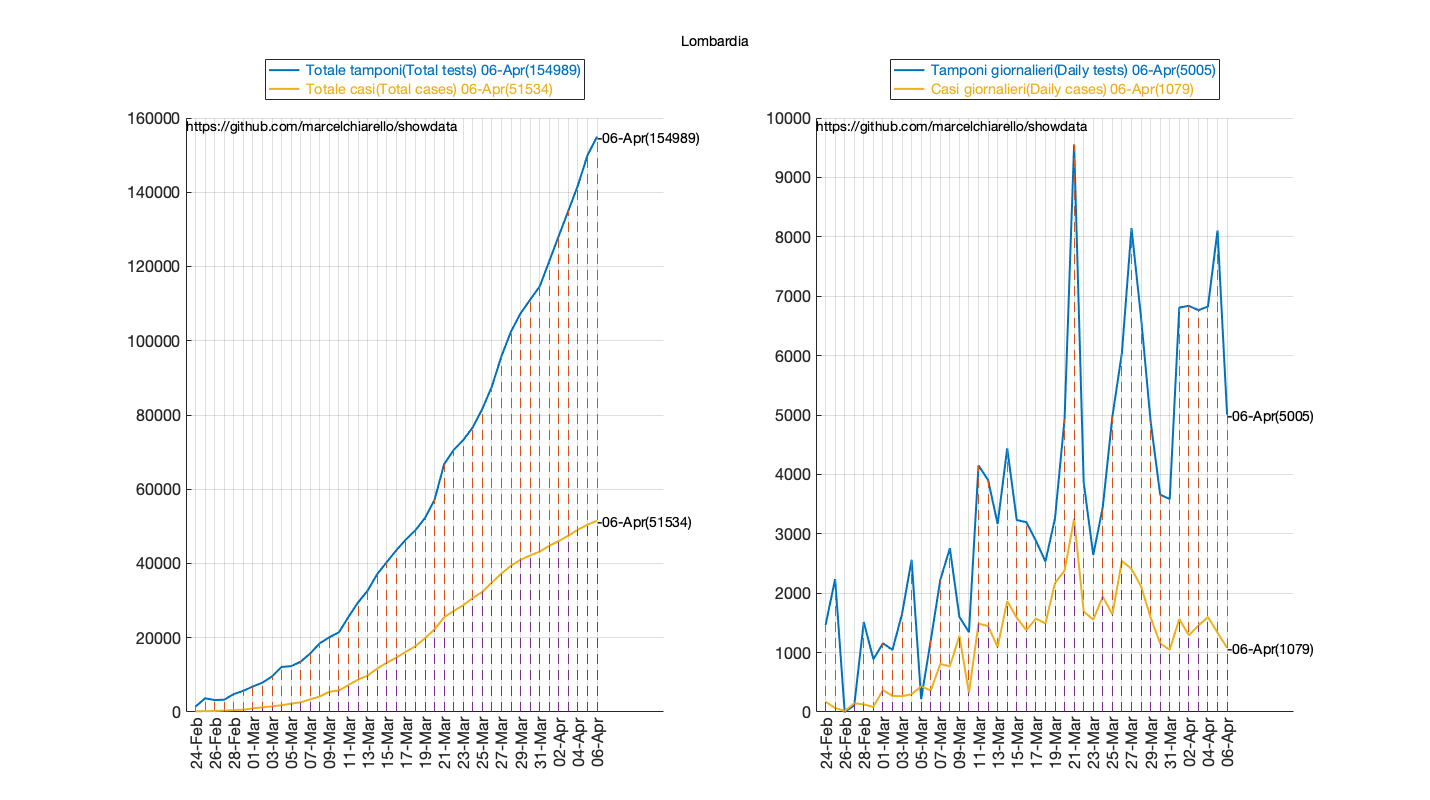 Lombardia
Totale tamponi(Total tests) 06-Apr(154989)
Totale casi(Total cases) 06-Apr(51534)
160000
140000
120000
100000
80000
60000
40000
20000
0
https://github.com/marcelchiarello/showdata
06-Apr(154989)
06-Apr(51534)
24-Feb
26-Feb
28-Feb
01-Mar
03-Mar
05-Mar
07-Mar
09-Mar
11-Mar
13-Mar
15-Mar
17-Mar
19-Mar
21-Mar
23-Mar
25-Mar
27-Mar
29-Mar
31-Mar
02-Apr
04-Apr
06-Apr
Tamponi giornalieri(Daily tests) 06-Apr(5005)
Casi giornalieri(Daily cases) 06-Apr(1079)
10000
9000
8000
7000
6000
5000
4000
3000
2000
1000
0
https://github.com/marcelchiarello/showdata
06-Apr(5005)
06-Apr(1079)
24-Feb
26-Feb
28-Feb
01-Mar
03-Mar
05-Mar
07-Mar
09-Mar
11-Mar
13-Mar
15-Mar
17-Mar
19-Mar
21-Mar
23-Mar
25-Mar
27-Mar
29-Mar
31-Mar
02-Apr
04-Apr
06-Apr